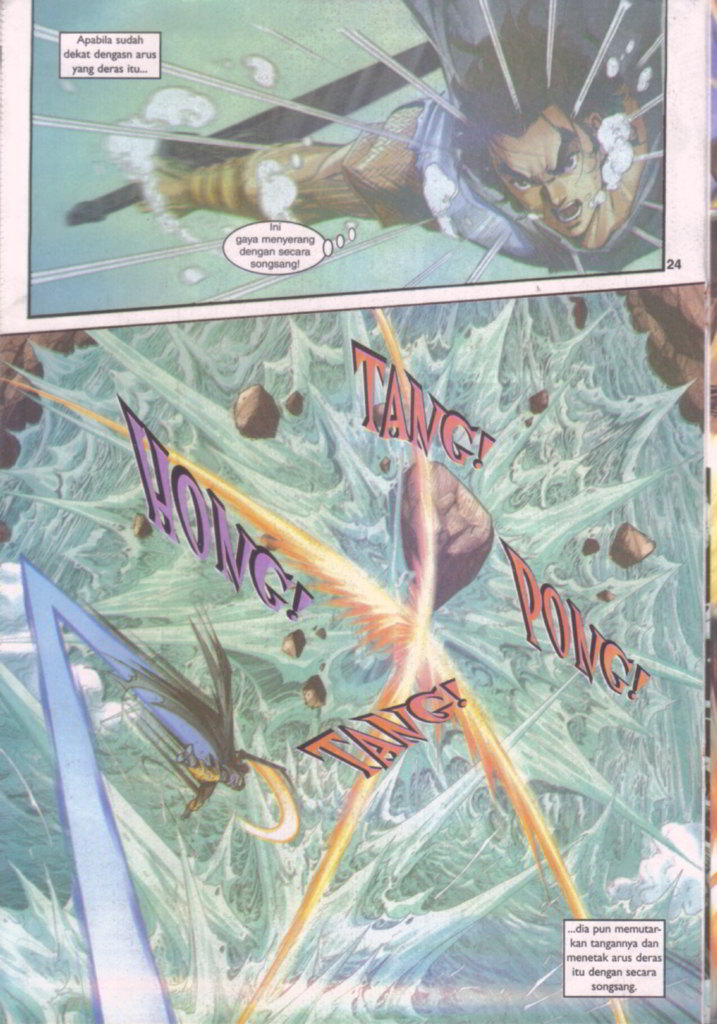 Apabila sudah
dekat dengasn arus
yang deras itu...
Ini
gaya menyerang
dengan secara
songsang!
24
TANG!
HONG!
PONG!
TANG!
...dia pun memutar-
kan tangannya dan
menetak arus deras
itu dengan secara
songsang.